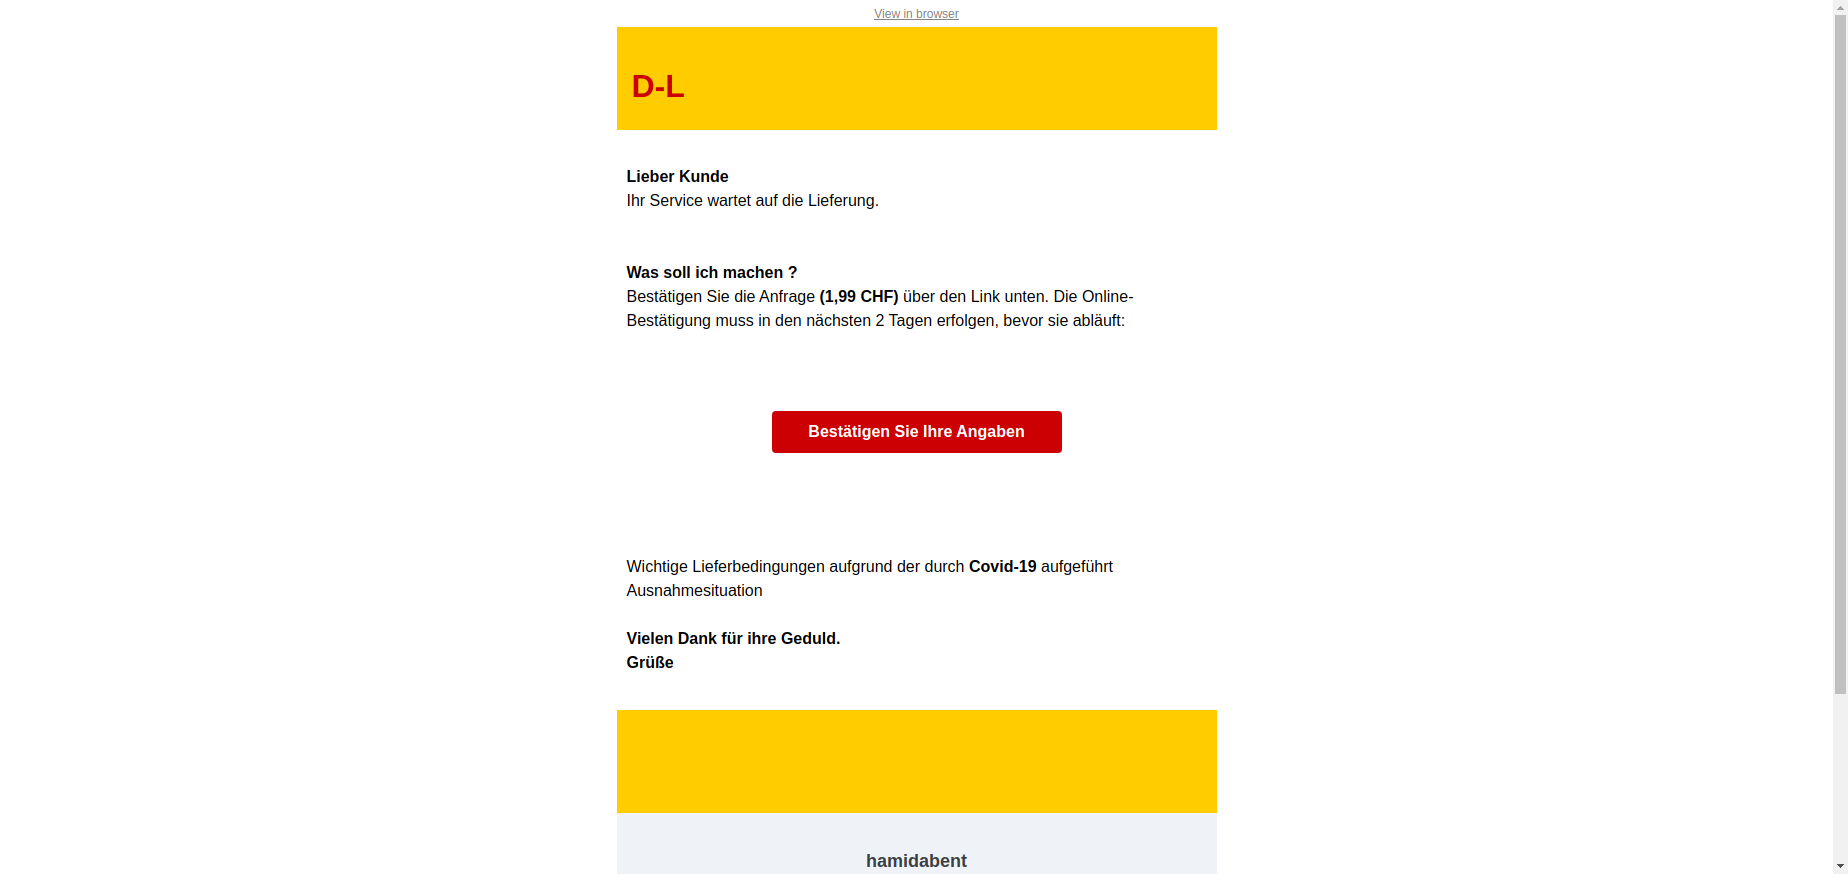 View in browser
D-L
Lieber Kunde
Ihr Service wartet auf die Lieferung.
Was soll ich machen ?
Bestätigen Sie die Anfrage (1,99 CHF) über den Link unten. Die Online-
Bestätigung muss in den nächsten 2 Tagen erfolgen, bevor sie abläuft:
Bestätigen Sie Ihre Angaben
Wichtige Lieferbedingungen aufgrund der durch Covid-19 aufgeführt
Ausnahmesituation
Vielen Dank für ihre Geduld.
Grüße
hamidabent